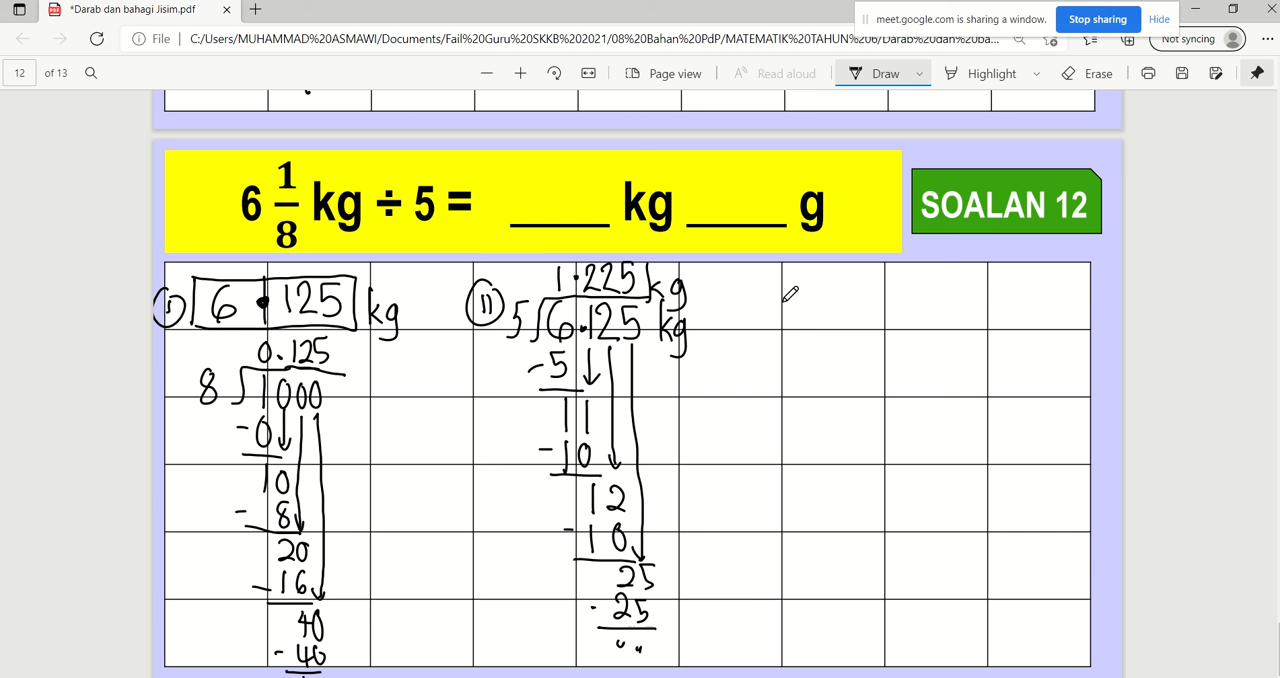 *Darab dan bahagi Jisim.pdf
meet.google.com is sharing a window. Stop sharing Hide
File C:/Users/MUHAMMAD%20ASMAWI/Documents/Fail%20Guru%20SKKB%202021/08%20Bahan%20PdP/MATEMATIK%20TAHUN%206/Darab%20dan%20ba... Not syncing
12 of 13 Page view Read aloud Draw Highlight Erase
6 1/8 kg ÷ 5 = _____ kg _____ g
SOALAN 12
I) 6.125 kg
0.125
8 1000
-0
10
- 8
20
-16
40
- 40
II) 1.225 kg
5 6.125 kg
-5
11
-10
12
-10
25
- 25